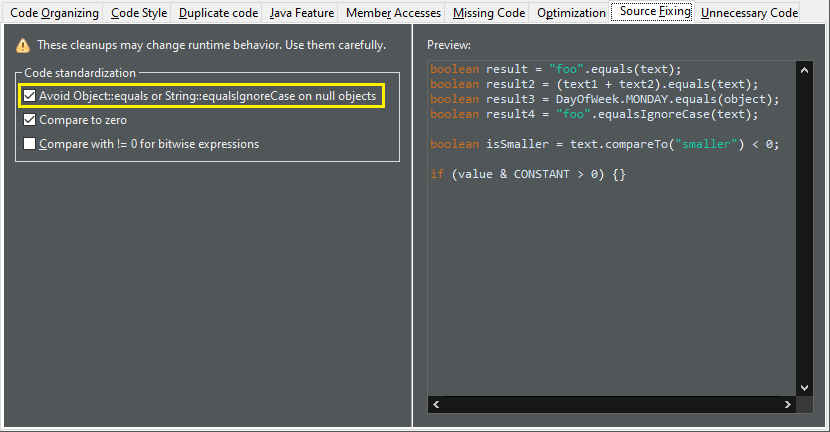 Code Organizing Code Style Duplicate code Java Feature Member Accesses Missing Code Optimization Source Fixing Unnecessary Code
These cleanups may change runtime behavior. Use them carefully.
Code standardization
Avoid Object::equals or String::equalsIgnoreCase on null objects
Compare to zero
Compare with != 0 for bitwise expressions
Preview:
boolean result = "foo".equals(text);
boolean result2 = (text1 + text2).equals(text);
boolean result3 = DayOfWeek.MONDAY.equals(object);
boolean result4 = "foo".equalsIgnoreCase(text);
boolean isSmaller = text.compareTo("smaller") < 0;
if (value & CONSTANT > 0) {}